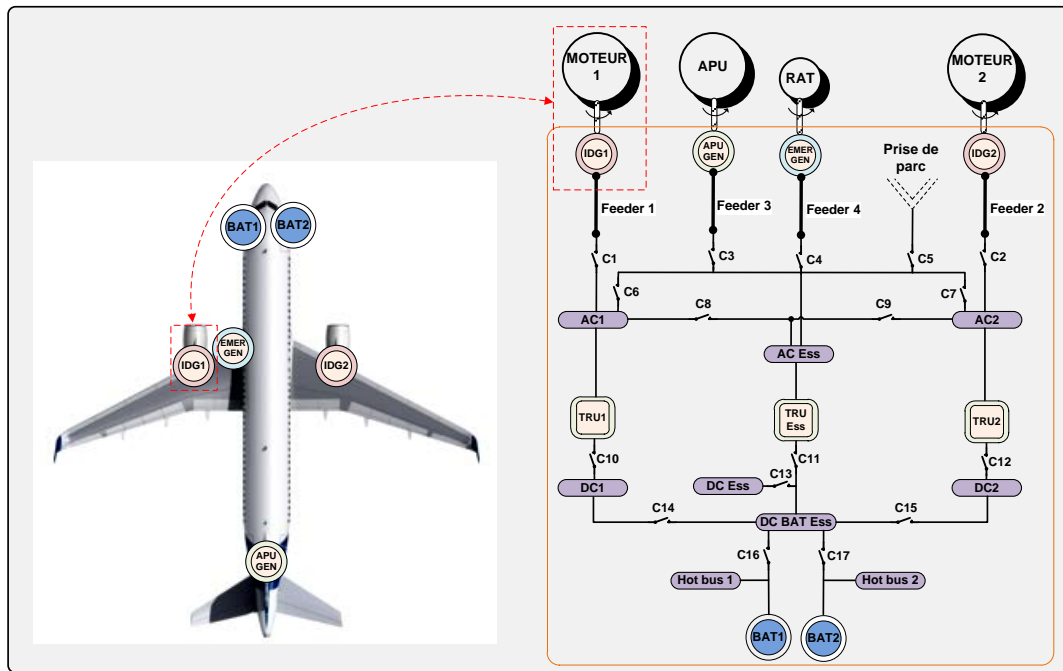 MOTEUR
1
APU
RAT
MOTEUR
2
IDG1
APU
GEN
EMER
GEN
Prise de
parc
IDG2
Feeder 1
Feeder 3
Feeder 4
Feeder 2
C1
C3
C4
C5
C2
C6
C7
C8
C9
AC1
AC2
AC Ess
TRU1
TRU
Ess
TRU2
C10
C11
C12
C13
DC1
DC Ess
DC2
C14
DC BAT Ess
C15
C16
C17
Hot bus 1
Hot bus 2
BAT1
BAT2
BAT1
BAT2
EMER
GEN
IDG1
IDG2
APU
GEN